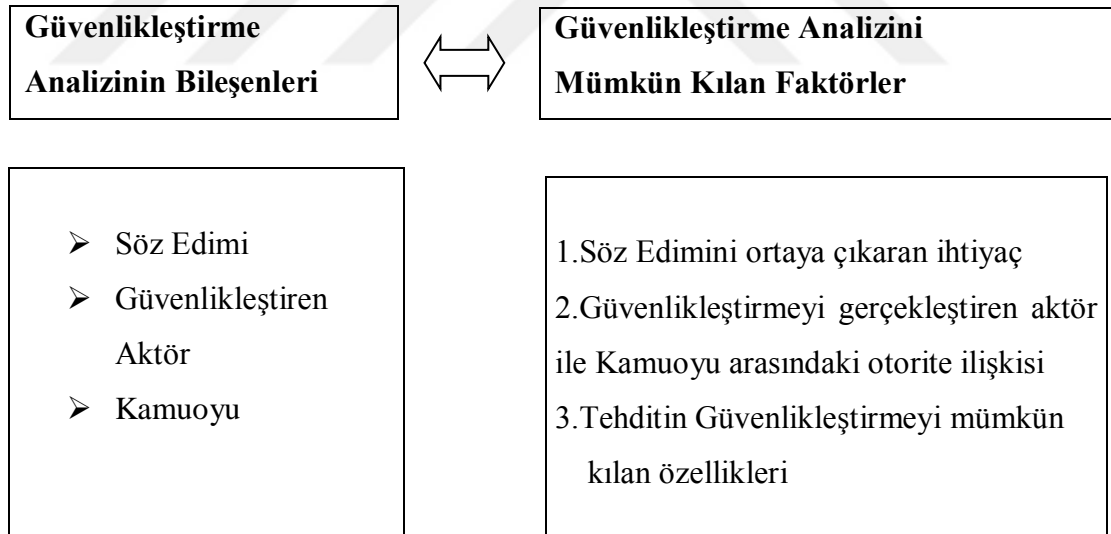 Güvenlikleştirme
Analizinin Bileşenleri
Güvenlikleştirme Analizini
Mümkün Kılan Faktörler
➢ Söz Edimi
➢ Güvenlikleştiren
Aktör
➢ Kamuoyu
1.Söz Edimini ortaya çıkaran ihtiyaç
2.Güvenlikleştirmeyi gerçekleştiren aktör
ile Kamuoyu arasındaki otorite ilişkisi
3.Tehditin Güvenlikleştirmeyi mümkün
kılan özellikleri